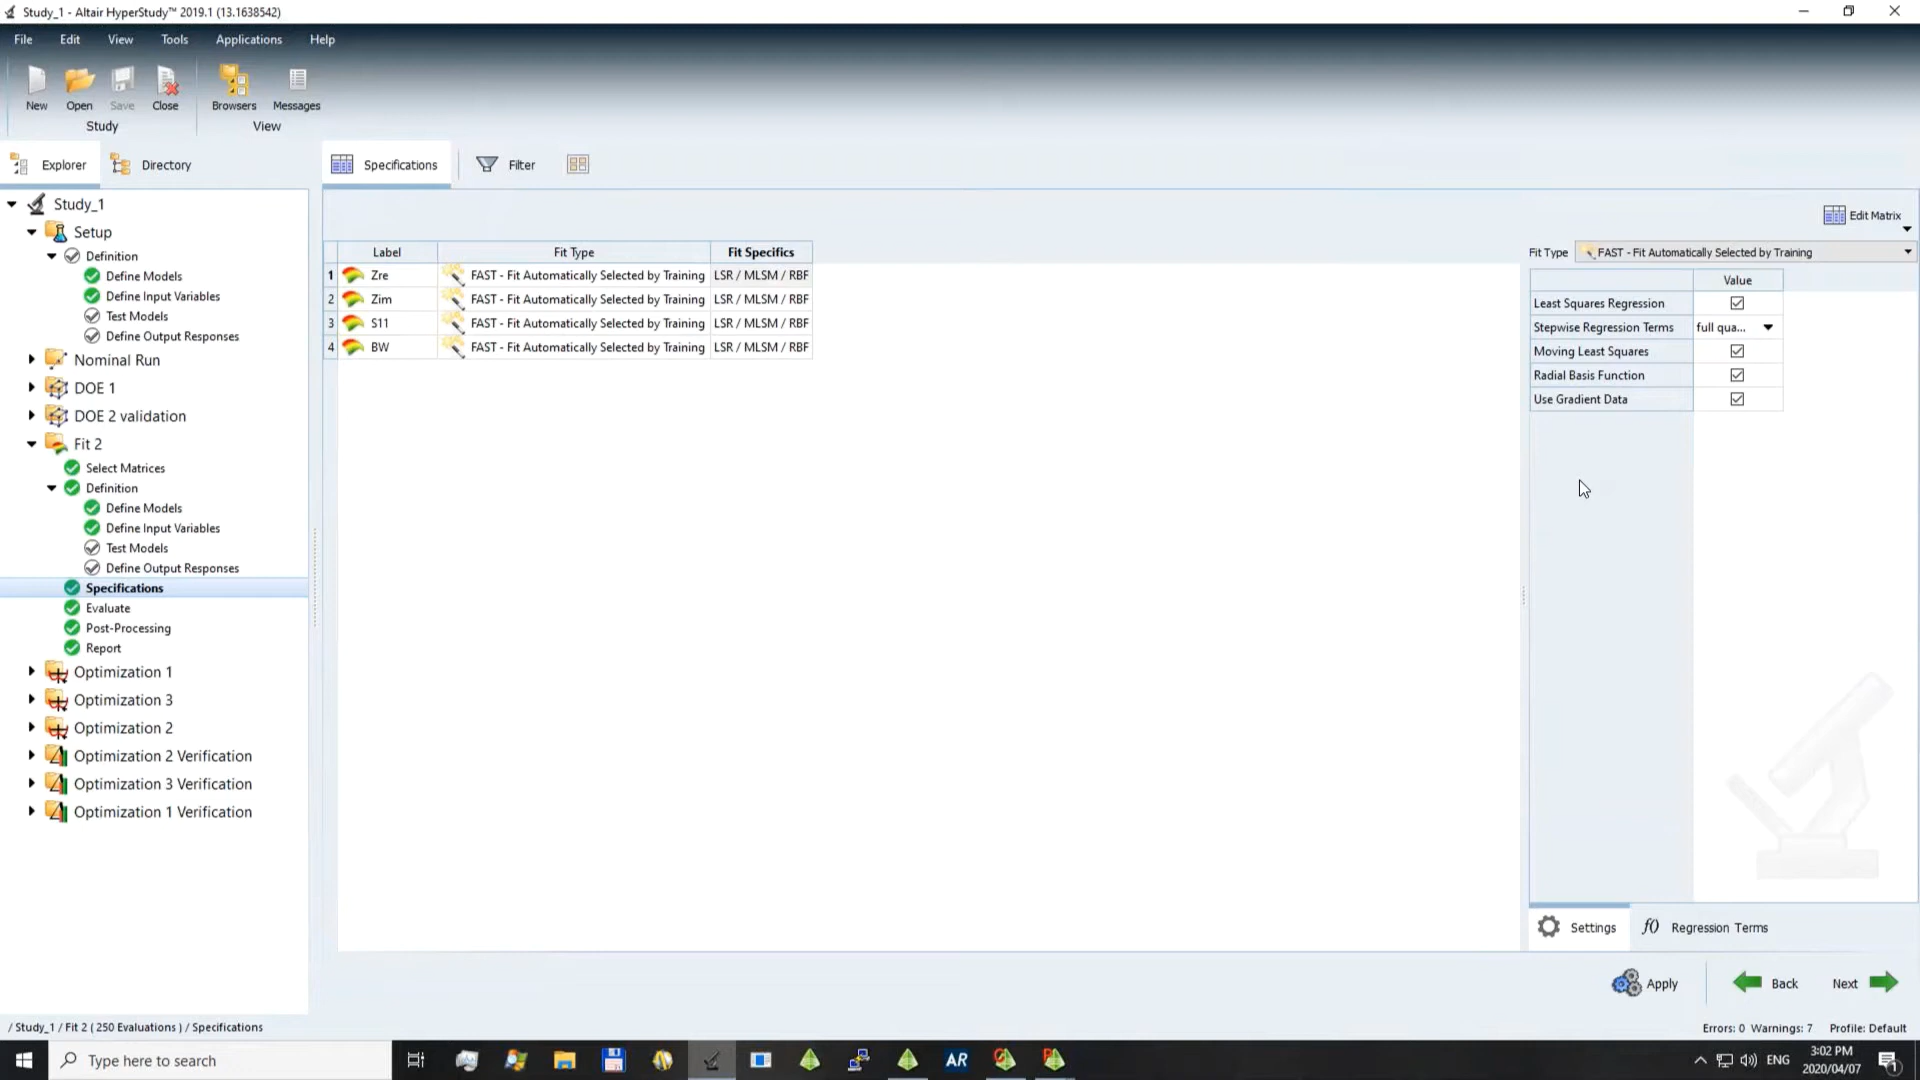 Study_1 - Altair HyperStudy™ 2019.1 (13.1638542)
File Edit View Tools Applications Help
New Open Save Close Browsers Messages
Study View
Explorer Directory Specifications Filter
Study_1
Setup
Definition
Define Models
Define Input Variables
Test Models
Define Output Responses
Nominal Run
DOE 1
DOE 2 validation
Fit 2
Select Matrices
Definition
Define Models
Define Input Variables
Test Models
Define Output Responses
Specifications
Evaluate
Post-Processing
Report
Optimization 1
Optimization 3
Optimization 2
Optimization 2 Verification
Optimization 3 Verification
Optimization 1 Verification
Edit Matrix
Label Fit Type Fit Specifics
1 Zre FAST - Fit Automatically Selected by Training LSR / MLSM / RBF
2 Zim FAST - Fit Automatically Selected by Training LSR / MLSM / RBF
3 S11 FAST - Fit Automatically Selected by Training LSR / MLSM / RBF
4 BW FAST - Fit Automatically Selected by Training LSR / MLSM / RBF
Fit Type FAST - Fit Automatically Selected by Training
Value
Least Squares Regression
Stepwise Regression Terms full qua...
Moving Least Squares
Radial Basis Function
Use Gradient Data
Settings f() Regression Terms
Apply Back Next
/ Study_1 / Fit 2 ( 250 Evaluations ) / Specifications
Errors: 0 Warnings: 7 Profile: Default
Type here to search
AR
ENG
3:02 PM
2020/04/07
1